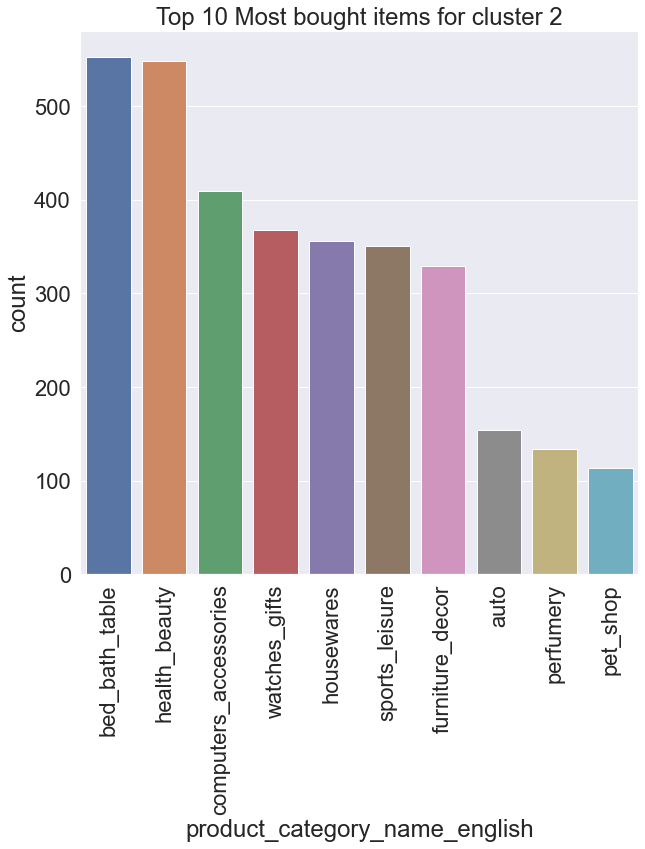 Top 10 Most bought items for cluster 2
count
500
400
300
200
100
0
bed_bath_table
health_beauty
computers_accessories
watches_gifts
housewares
sports_leisure
furniture_decor
auto
perfumery
pet_shop
product_category_name_english